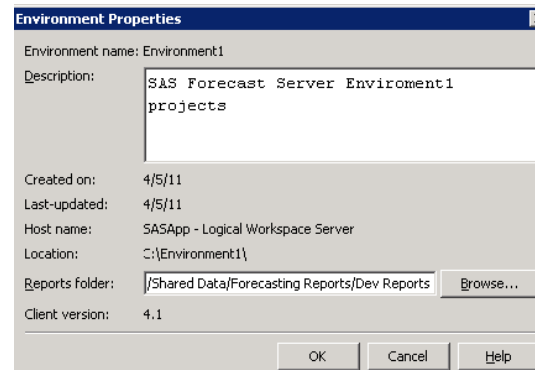 Environment Properties
Environment name: Environment1
Description:
SAS Forecast Server Enviroment1
projects
Created on: 4/5/11
Last-updated: 4/5/11
Host name: SASApp - Logical Workspace Server
Location: C:\Environment1\
Reports folder: /Shared Data/Forecasting Reports/Dev Reports Browse...
Client version: 4.1
OK Cancel Help